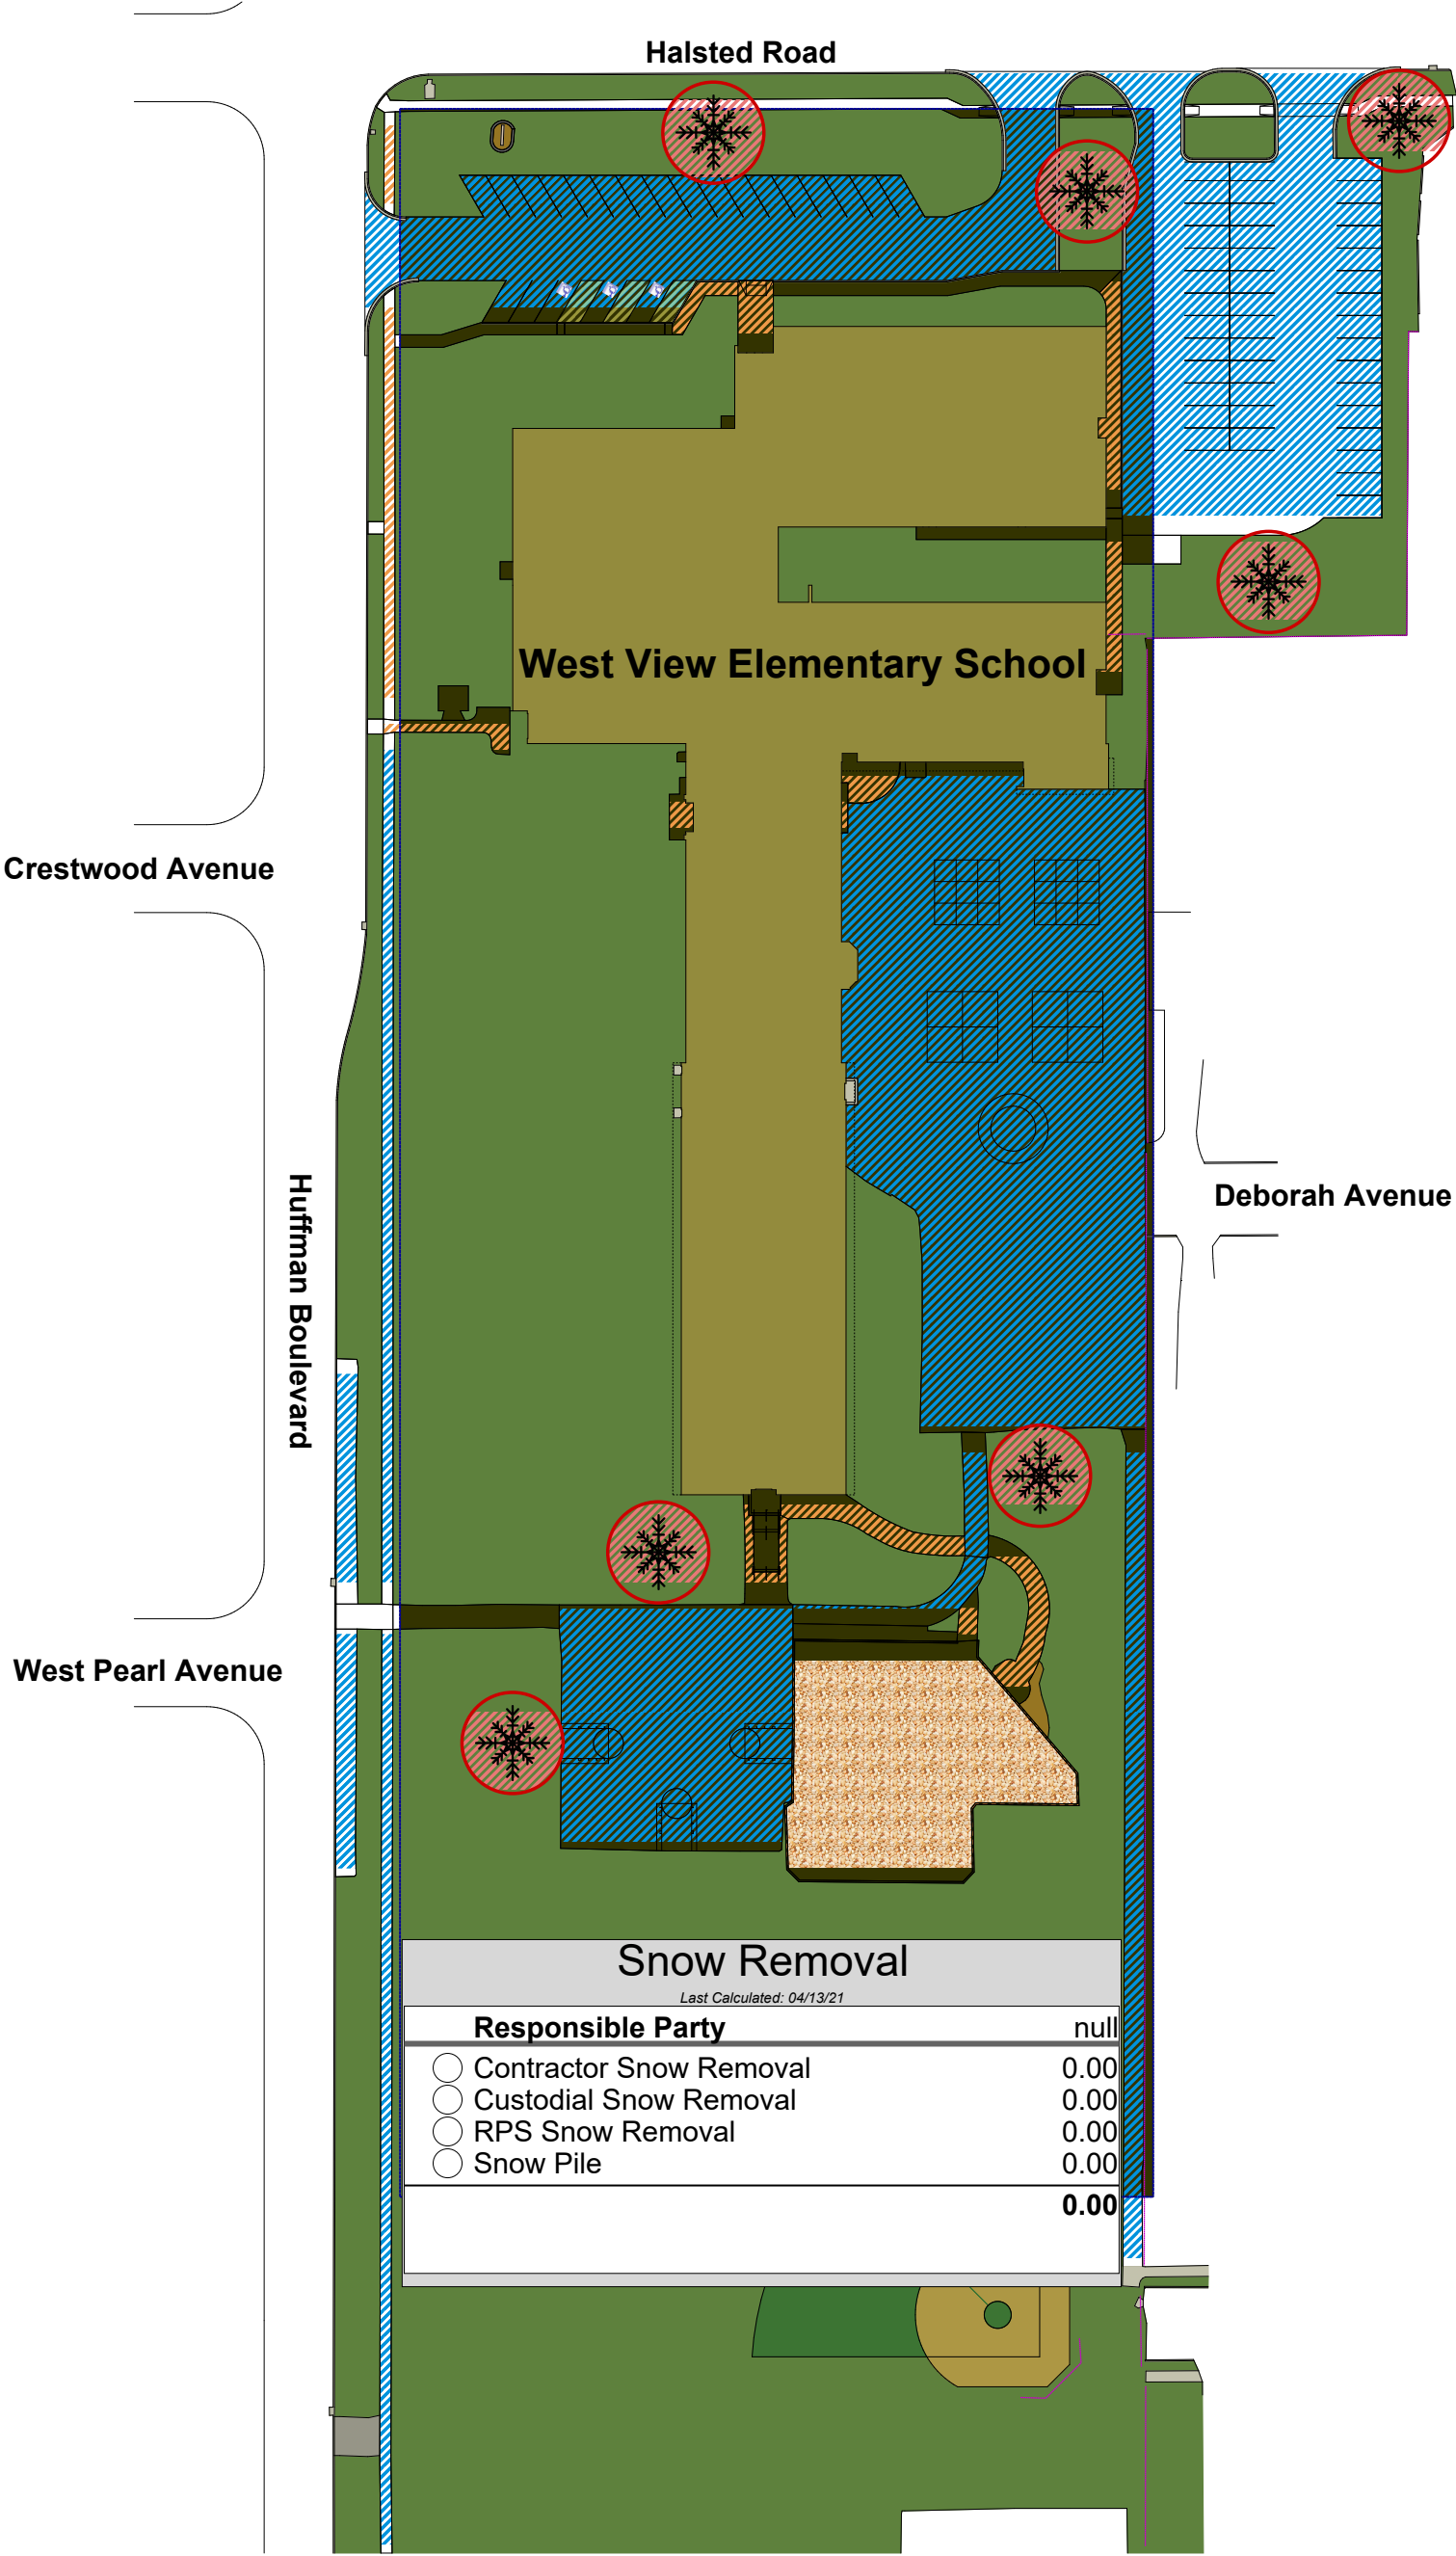 Halsted Road
West View Elementary School
Crestwood Avenue
Huffman Boulevard
Deborah Avenue
West Pearl Avenue
Snow Removal
Last Calculated: 04/13/21
Responsible Party null
Contractor Snow Removal 0.00
Custodial Snow Removal 0.00
RPS Snow Removal 0.00
Snow Pile 0.00
0.00